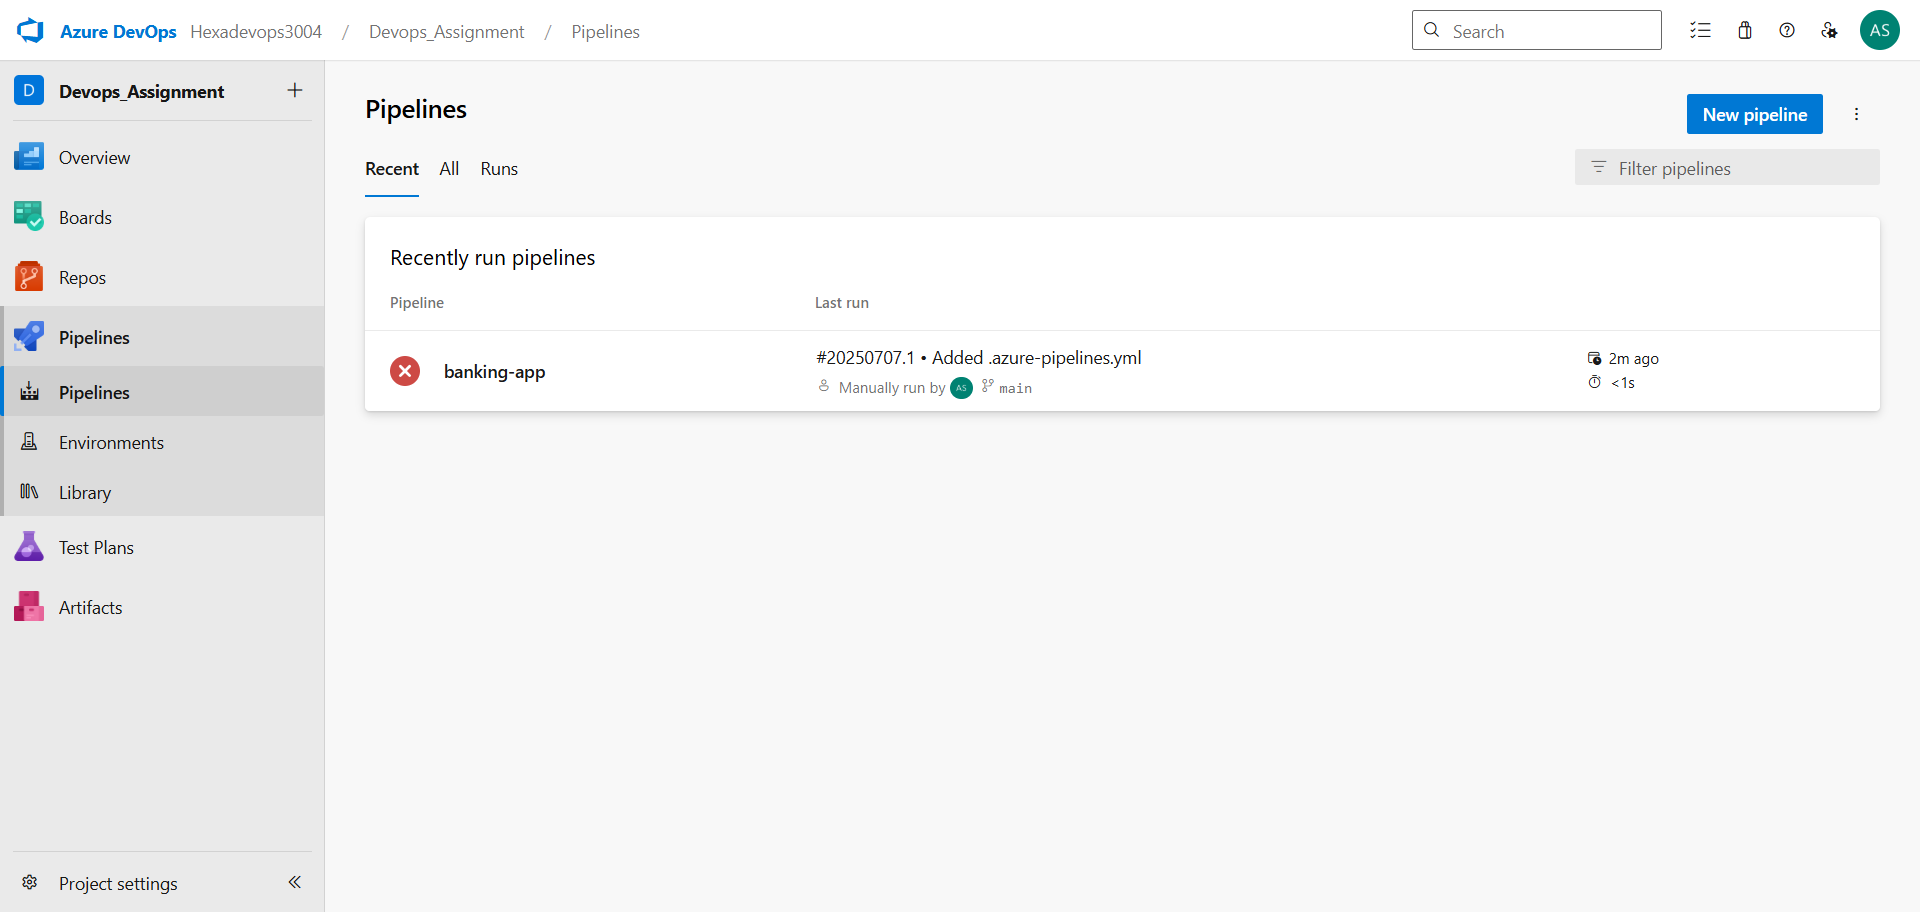 Azure DevOps Hexadevops3004 / Devops_Assignment / Pipelines
Search
AS
D Devops_Assignment
Overview
Boards
Repos
Pipelines
Pipelines
Environments
Library
Test Plans
Artifacts
Project settings
Pipelines
New pipeline
Recent All Runs
Filter pipelines
Recently run pipelines
Pipeline Last run
banking-app
#20250707.1 • Added .azure-pipelines.yml
Manually run by AS main
2m ago
<1s